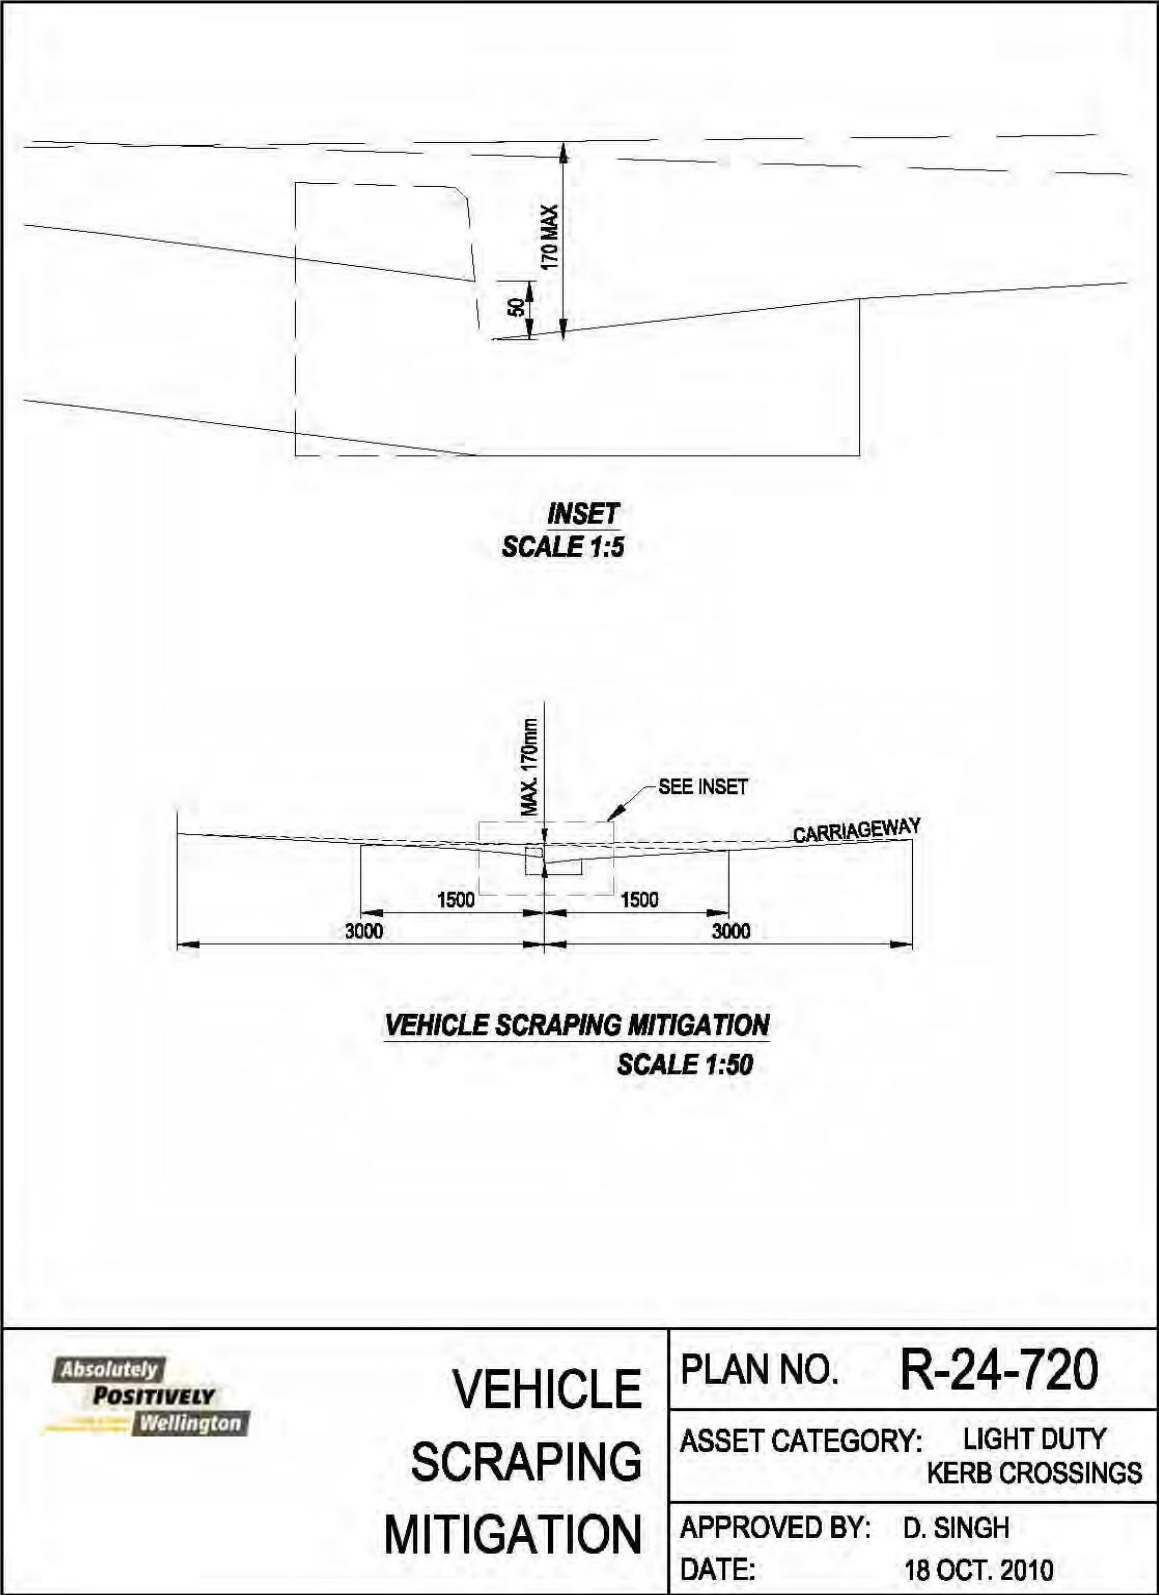 170 MAX
50
INSET
SCALE 1:5
MAX. 170mm
SEE INSET
CARRIAGEWAY
1500 1500
3000 3000
VEHICLE SCRAPING MITIGATION
SCALE 1:50
Absolutely
POSITIVELY
Wellington
VEHICLE
SCRAPING
MITIGATION
PLAN NO. R-24-720
ASSET CATEGORY: LIGHT DUTY
KERB CROSSINGS
APPROVED BY: D. SINGH
DATE: 18 OCT. 2010